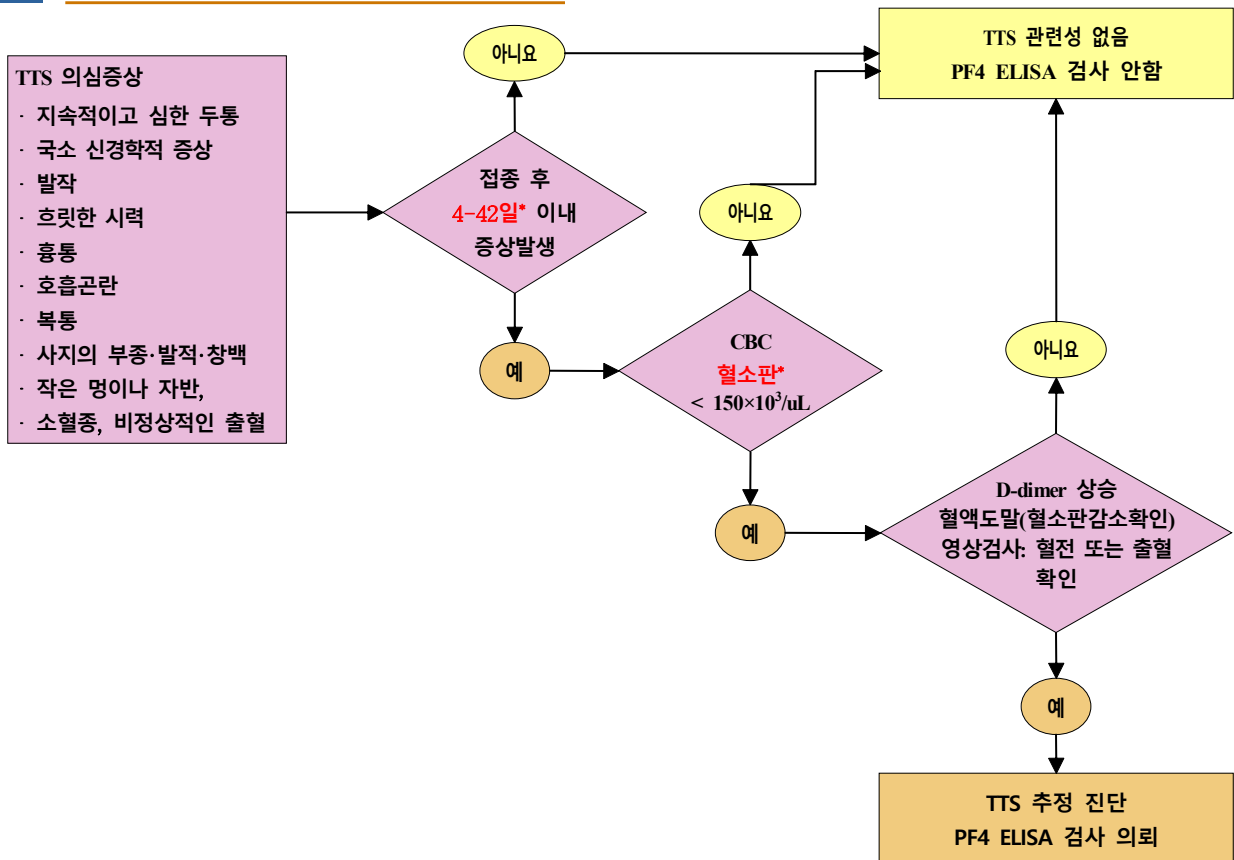 TTS 의심증상
· 지속적이고 심한 두통
· 국소 신경학적 증상
· 발작
· 흐릿한 시력
· 흉통
· 호흡곤란
· 복통
· 사지의 부종·발적·창백
· 작은 멍이나 자반,
· 소혈종, 비정상적인 출혈
접종 후
4-42일* 이내
증상발생
아니요
예
CBC
혈소판*
< 150×10³/uL
아니요
예
D-dimer 상승
혈액도말(혈소판감소확인)
영상검사: 혈전 또는 출혈
확인
아니요
예
TTS 관련성 없음
PF4 ELISA 검사 안함
TTS 추정 진단
PF4 ELISA 검사 의뢰